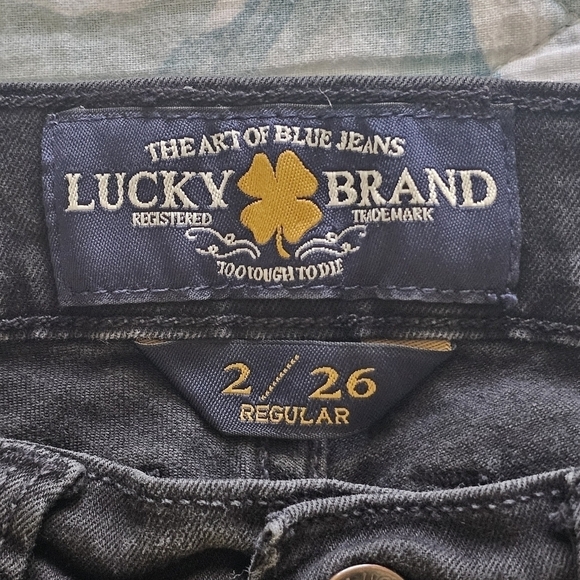 THE ART OF BLUE JEANS
LUCKY BRAND
REGISTERED TRADEMARK
TOO TOUGH TO DIE
2 / 26
REGULAR